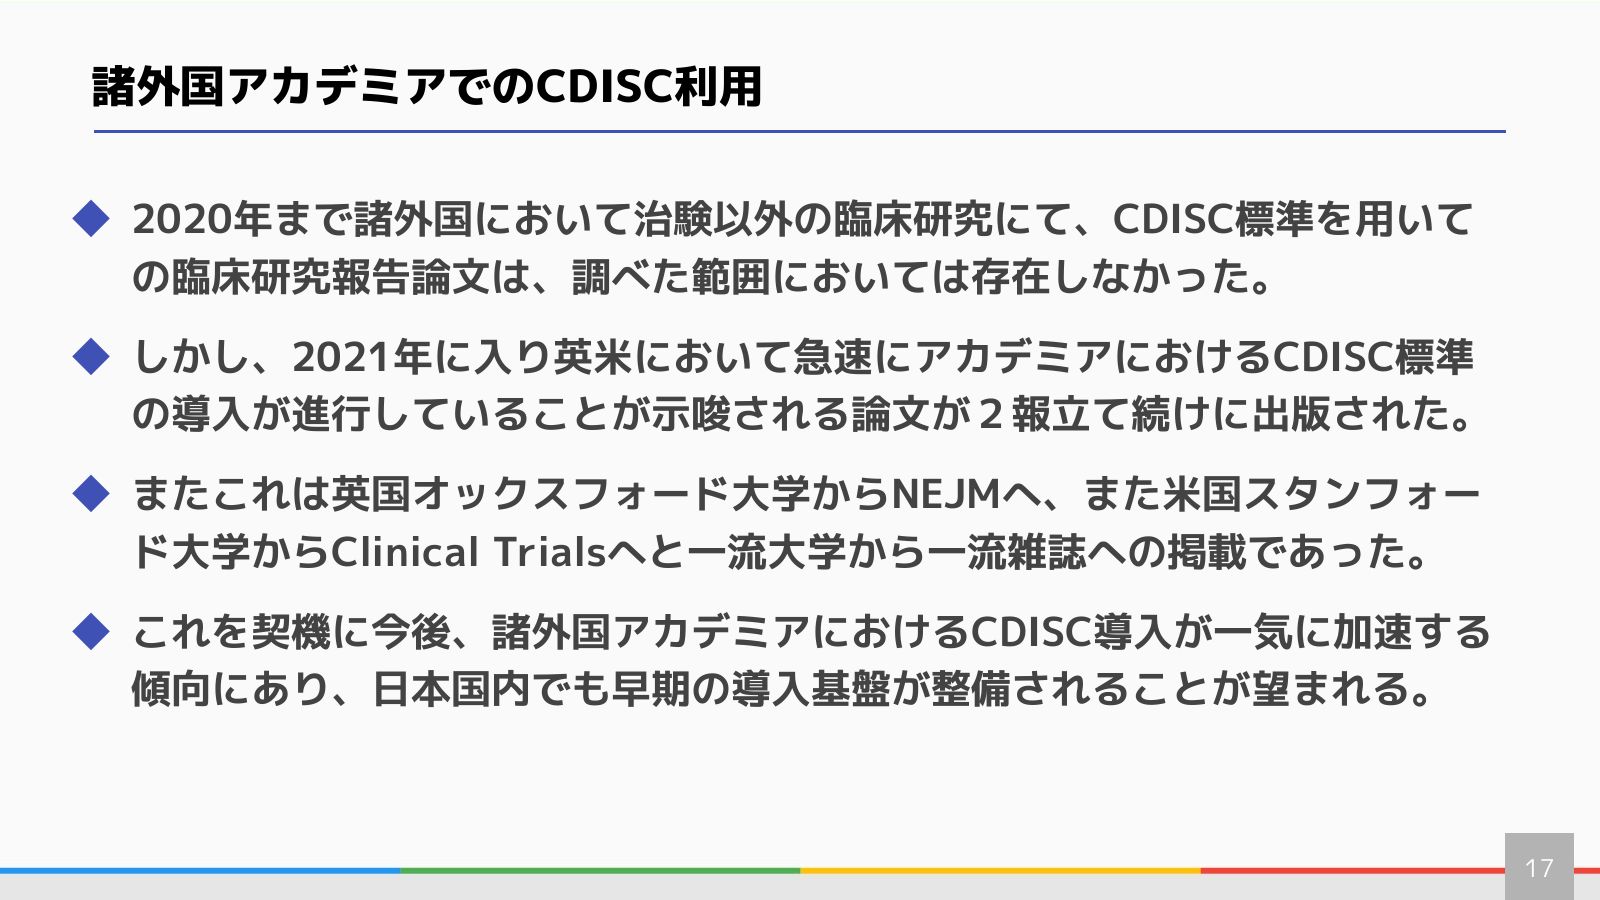 諸外国アカデミアでのCDISC利用
2020年まで諸外国において治験以外の臨床研究にて、CDISC標準を用いて
の臨床研究報告論文は、調べた範囲においては存在しなかった。
しかし、2021年に入り英米において急速にアカデミアにおけるCDISC標準
の導入が進行していることが示唆される論文が２報立て続けに出版された。
またこれは英国オックスフォード大学からNEJMへ、また米国スタンフォー
ド大学からClinical Trialsへと一流大学から一流雑誌への掲載であった。
これを契機に今後、諸外国アカデミアにおけるCDISC導入が一気に加速する
傾向にあり、日本国内でも早期の導入基盤が整備されることが望まれる。
17